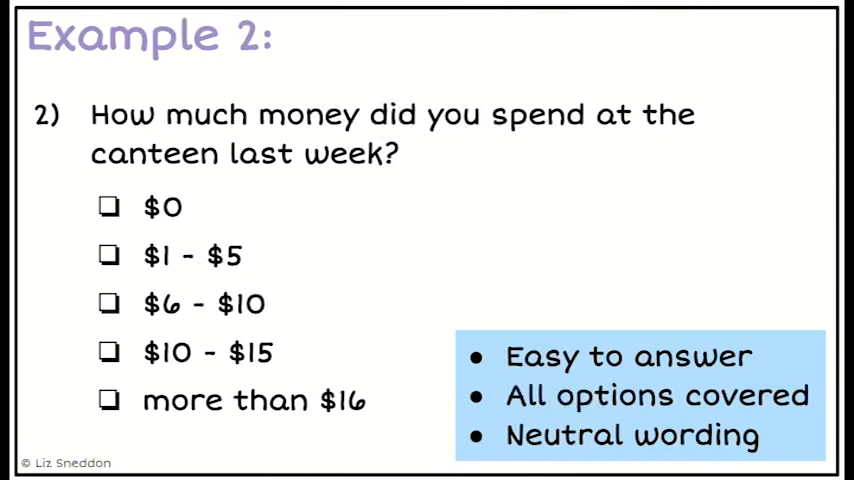 Example 2:
2) How much money did you spend at the
canteen last week?
❏ $0
❏ $1 - $5
❏ $6 - $10
❏ $10 - $15
❏ more than $16
● Easy to answer
● All options covered
● Neutral wording
© Liz Sneddon